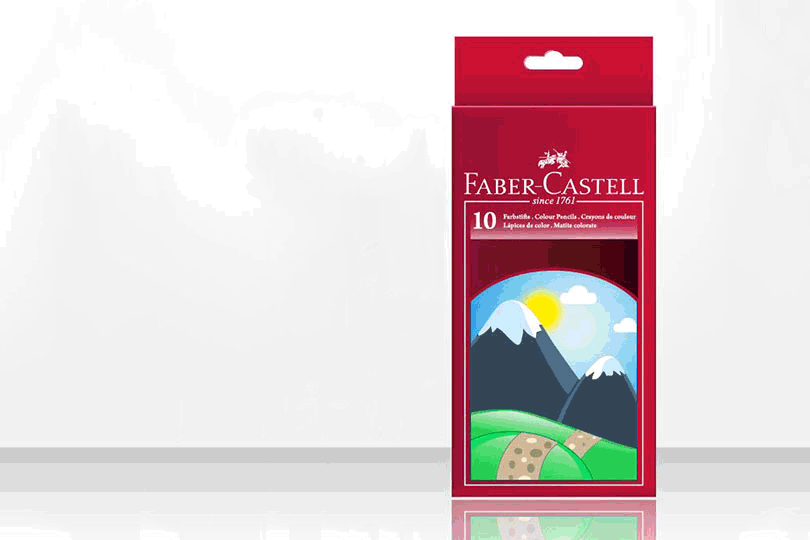 FABER-CASTELL
since 1761
10
Farbstifte . Colour Pencils . Crayons de couleur
Lápices de color . Matite colorate